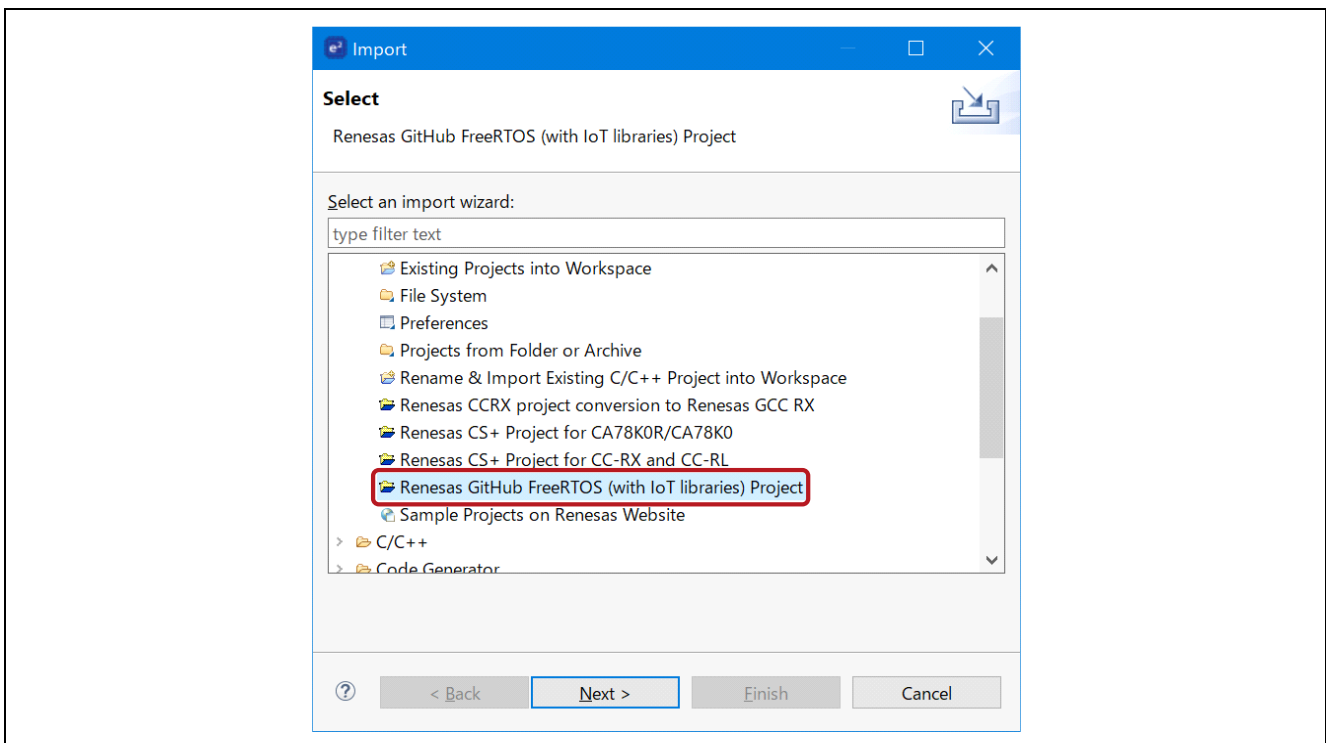 e² Import
Select
Renesas GitHub FreeRTOS (with IoT libraries) Project
Select an import wizard:
type filter text
Existing Projects into Workspace
File System
Preferences
Projects from Folder or Archive
Rename & Import Existing C/C++ Project into Workspace
Renesas CCRX project conversion to Renesas GCC RX
Renesas CS+ Project for CA78K0R/CA78K0
Renesas CS+ Project for CC-RX and CC-RL
Renesas GitHub FreeRTOS (with IoT libraries) Project
Sample Projects on Renesas Website
> C/C++
> Code Generator
? < Back Next > Finish Cancel